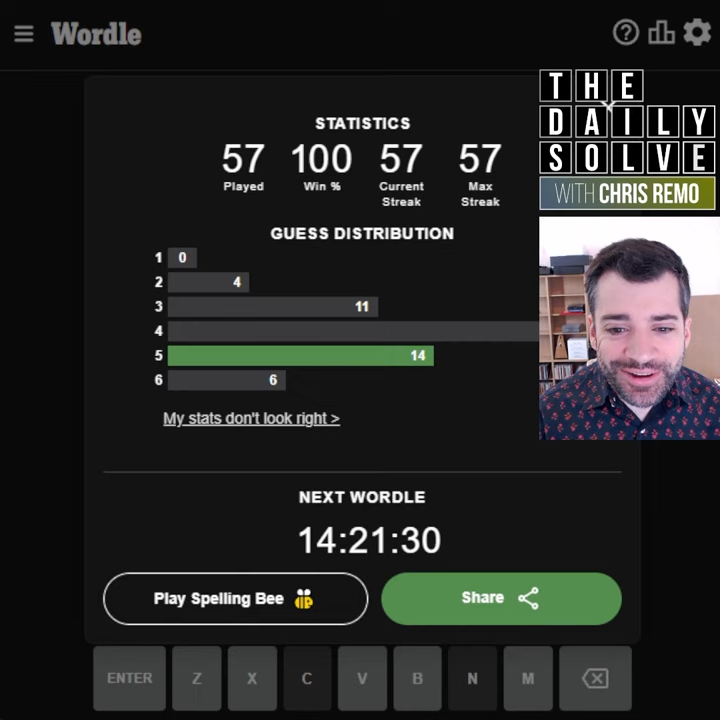 Wordle
THE
DAILY
SOLVE
WITH CHRIS REMO
STATISTICS
57 100 57 57
Played Win % Current Streak Max Streak
GUESS DISTRIBUTION
1 0
2 4
3 11
4
5 14
6 6
My stats don't look right >
NEXT WORDLE
14:21:30
Play Spelling Bee
Share
ENTER Z X C V B N M